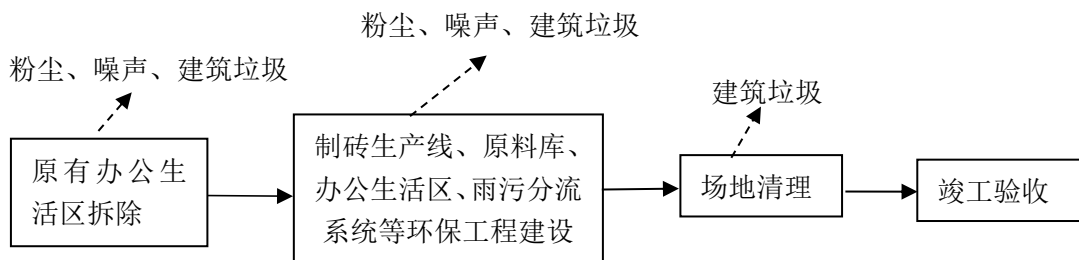 粉尘、噪声、建筑垃圾
粉尘、噪声、建筑垃圾
建筑垃圾
原有办公生
活区拆除
制砖生产线、原料库、
办公生活区、雨污分流
系统等环保工程建设
场地清理
竣工验收